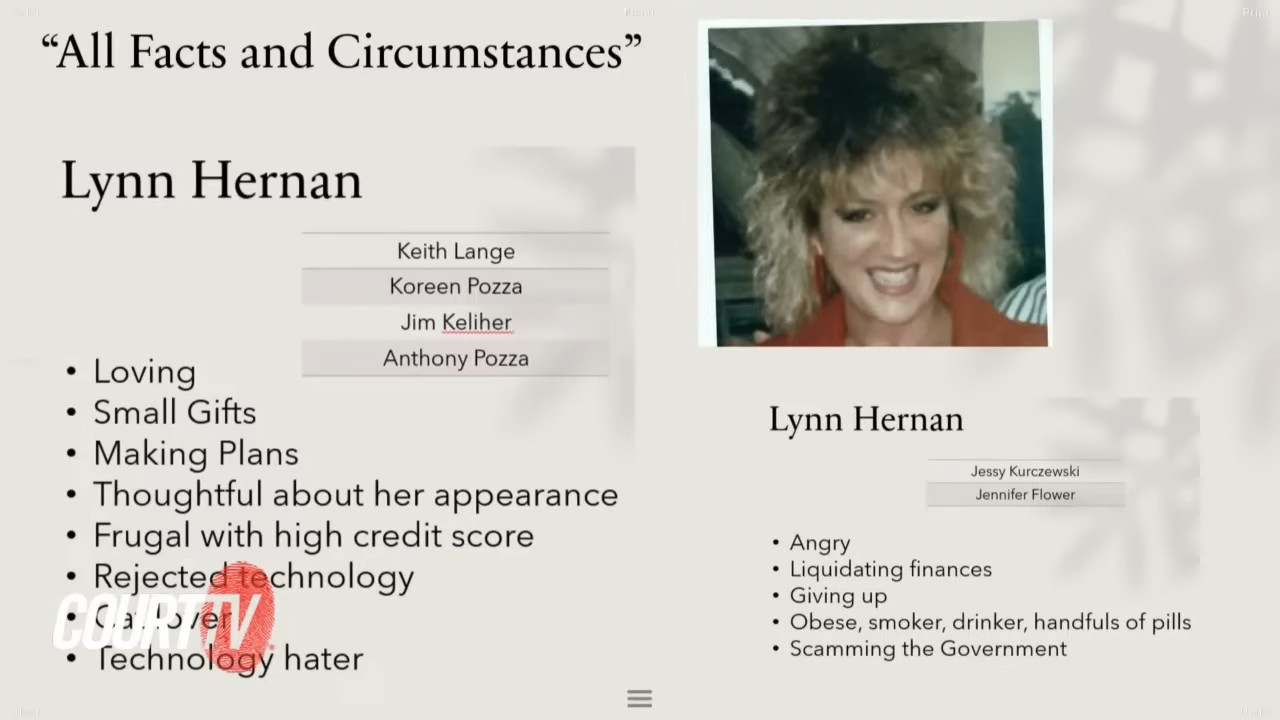 “All Facts and Circumstances”
Lynn Hernan
Keith Lange
Koreen Pozza
Jim Keliher
Anthony Pozza
• Loving
• Small Gifts
• Making Plans
• Thoughtful about her appearance
• Frugal with high credit score
• Rejected technology
• Cat lover
• Technology hater
COURT TV
Lynn Hernan
Jessy Kurczewski
Jennifer Flower
• Angry
• Liquidating finances
• Giving up
• Obese, smoker, drinker, handfuls of pills
• Scamming the Government